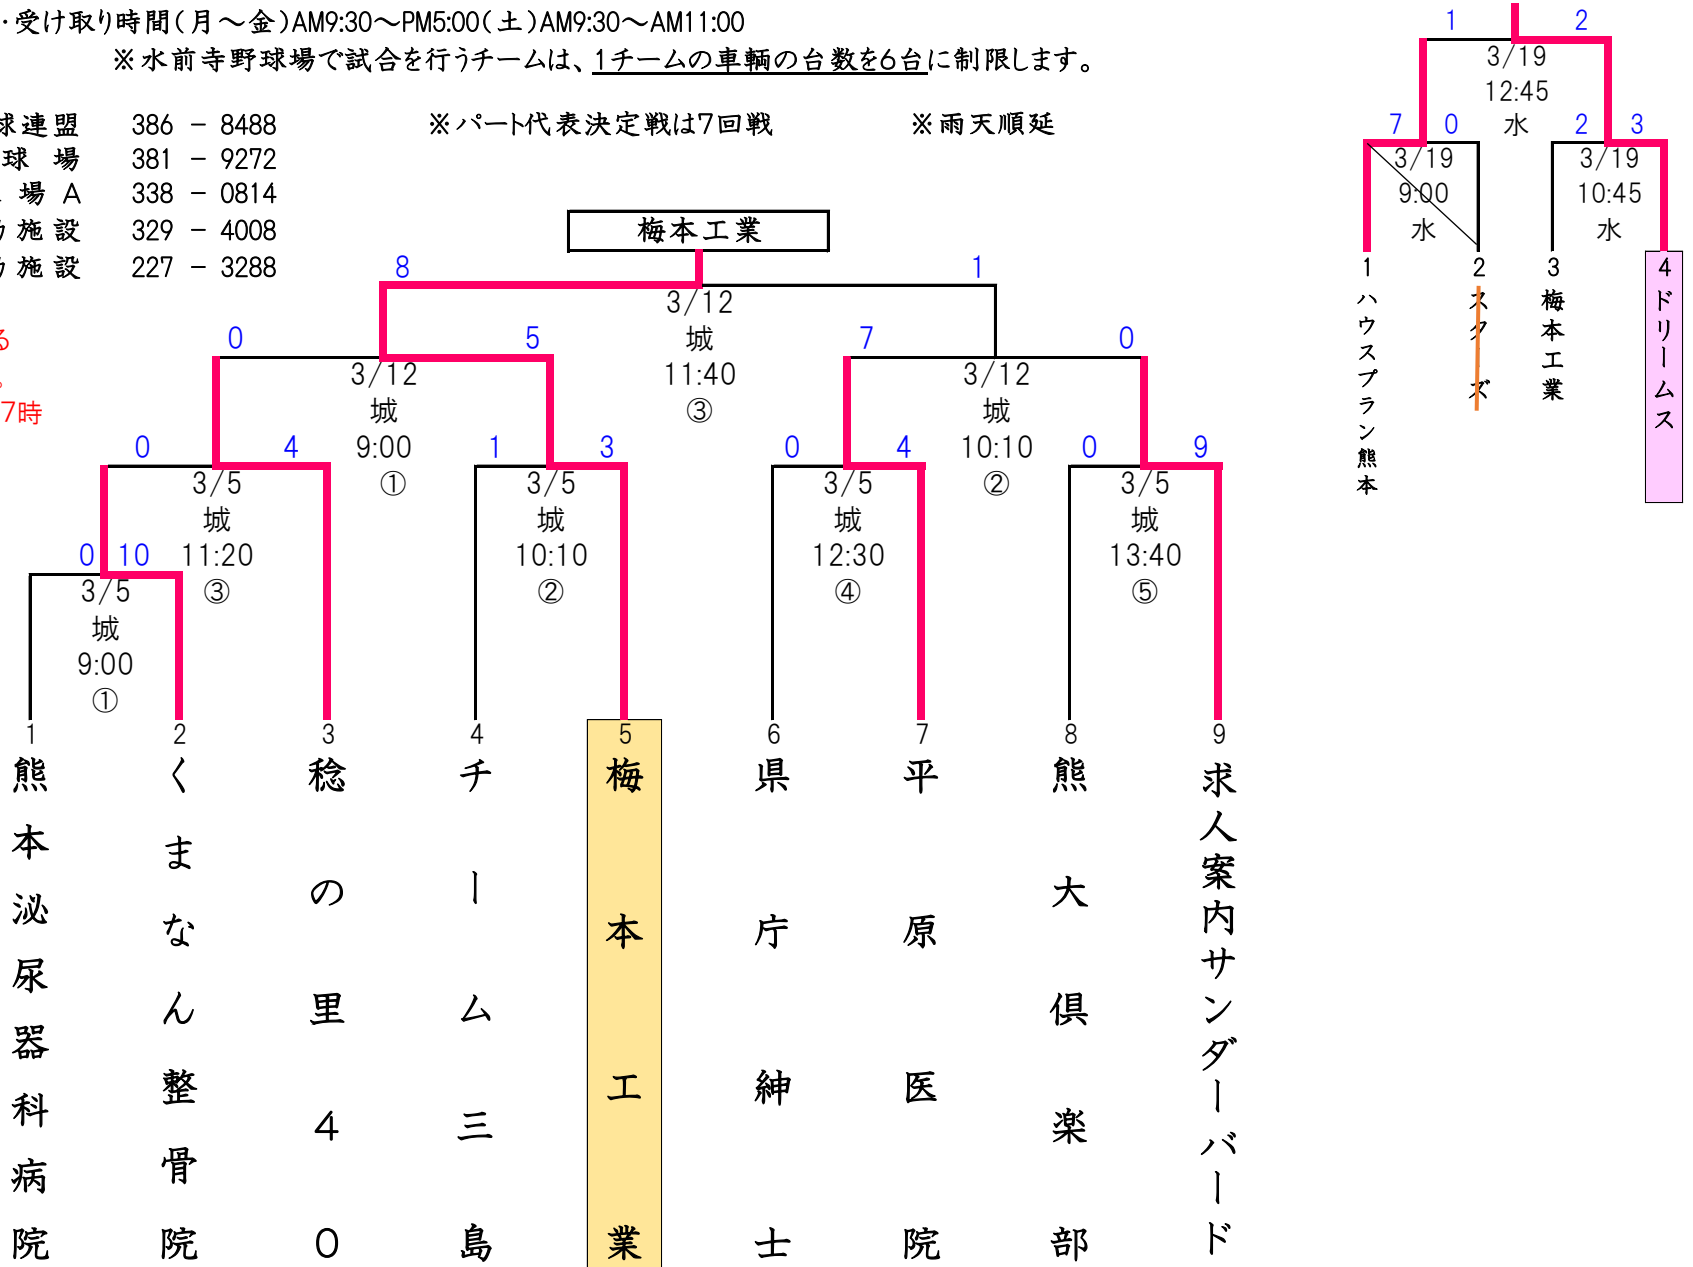 ・受け取り時間(月～金)AM9:30～PM5:00(土)AM9:30～AM11:00
※水前寺野球場で試合を行うチームは、1チームの車輌の台数を6台に制限します。
球連盟 386 － 8488
球 場 381 － 9272
場 A 338 － 0814
施設 329 － 4008
施設 227 － 3288
※パート代表決定戦は7回戦 ※雨天順延
る
。
7時
梅本工業
8 1
3/12
城
11:40
③
0 5
3/12
城
9:00
①
7 0
3/12
城
10:10
②
0 4
3/5
城
11:20
③
1 3
3/5
城
10:10
②
0 4
3/5
城
12:30
④
0 9
3/5
城
13:40
⑤
0 10
3/5
城
9:00
①
1 熊本泌尿器科病院
2 くまなん整骨院
3 稔の里40
4 チーム三島
5 梅本工業
6 県庁紳士
7 平原医院
8 熊大倶楽部
9 求人案内サンダーバード
1 2
3/19
12:45
水
7 0
3/19
9:00
水
2 3
3/19
10:45
水
1 ハウスプラン熊本
2 スターズ
3 梅本工業
4 ドリームス